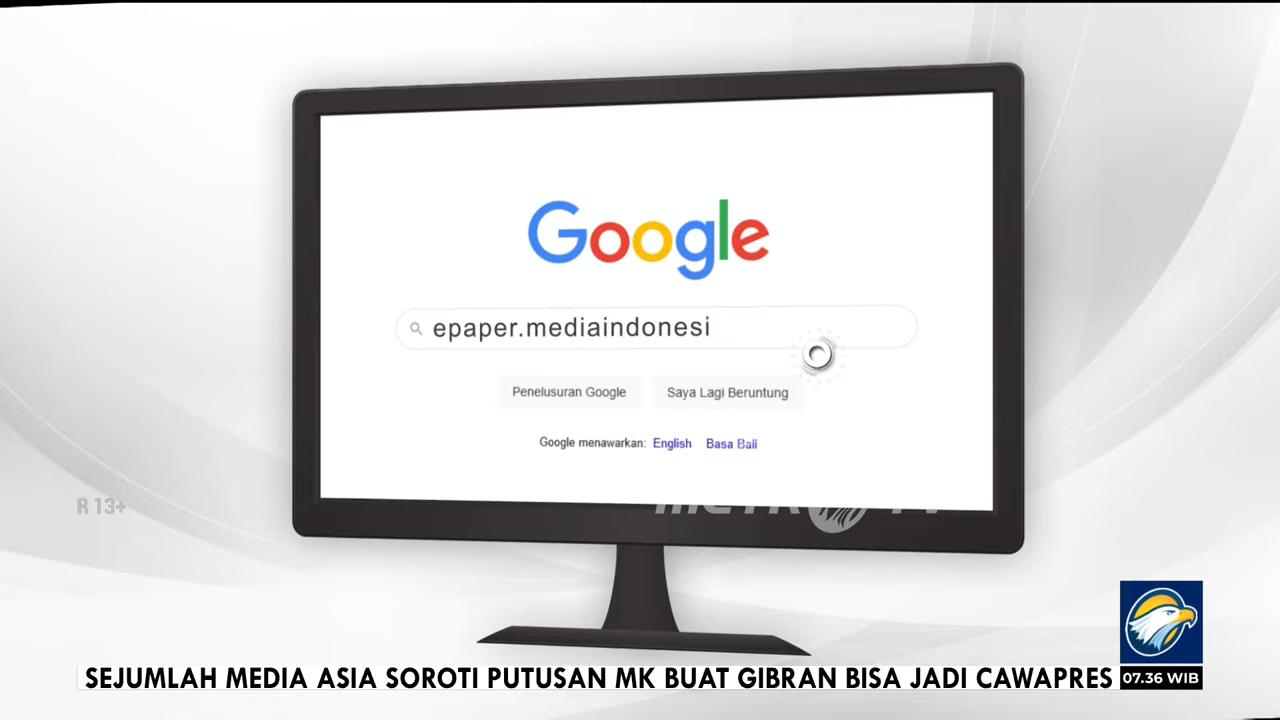 Google
epaper.mediaindonesi
Penelusuran Google
Saya Lagi Beruntung
Google menawarkan: English Basa Bali
R 13+
SEJUMLAH MEDIA ASIA SOROTI PUTUSAN MK BUAT GIBRAN BISA JADI CAWAPRES
07.36 WIB